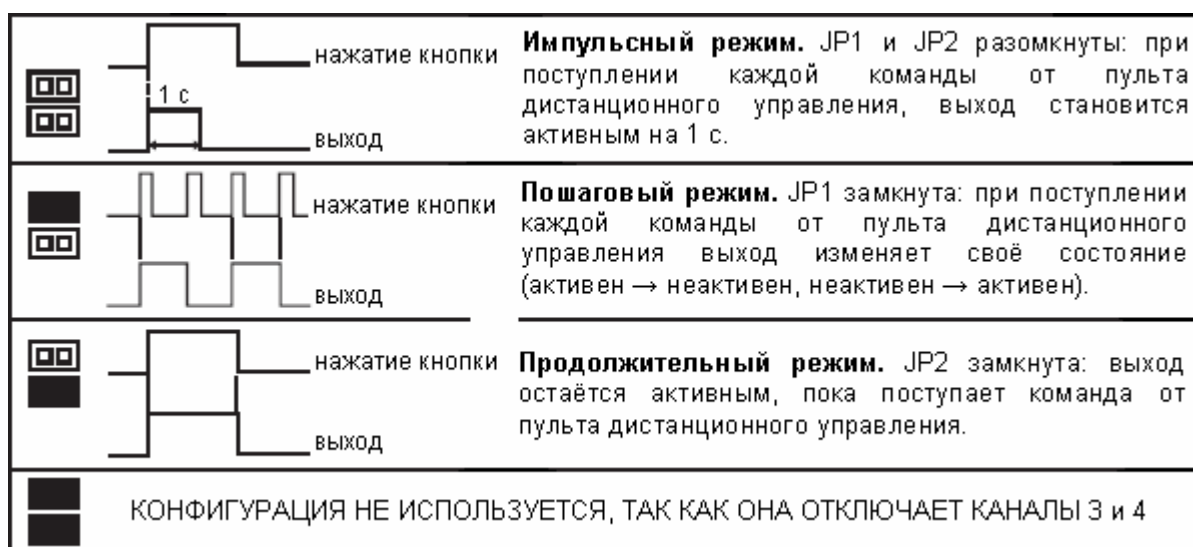 нажатие кнопки
1 с
выход
Импульсный режим. JP1 и JP2 разомкнуты: при
поступлении каждой команды от пульта
дистанционного управления, выход становится
активным на 1 с.
нажатие кнопки
выход
Пошаговый режим. JP1 замкнута: при поступлении
каждой команды от пульта дистанционного
управления выход изменяет своё состояние
(активен → неактивен, неактивен → активен).
нажатие кнопки
выход
Продолжительный режим. JP2 замкнута: выход
остаётся активным, пока поступает команда от
пульта дистанционного управления.
КОНФИГУРАЦИЯ НЕ ИСПОЛЬЗУЕТСЯ, ТАК КАК ОНА ОТКЛЮЧАЕТ КАНАЛЫ 3 и 4